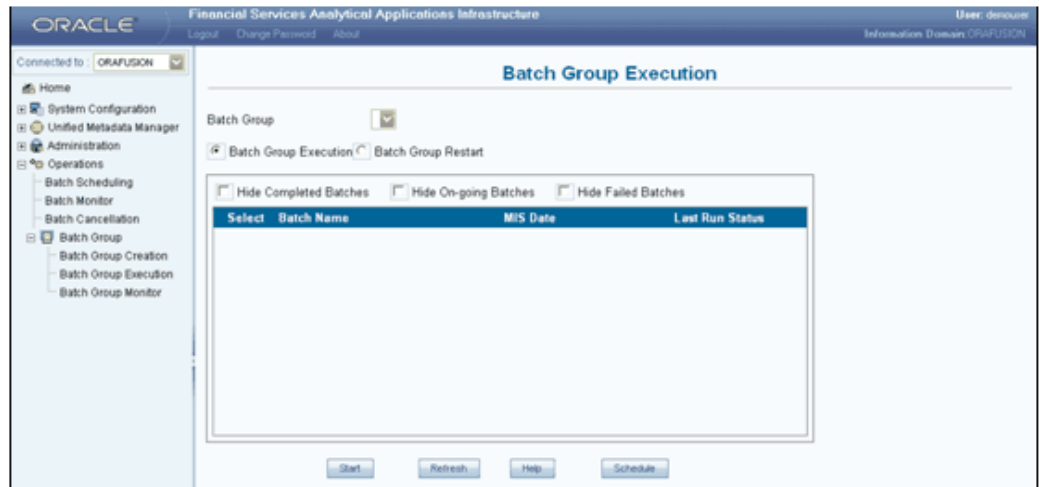 ORACLE
Financial Services Analytical Applications Infrastructure
User: demouser
Logout Change Password About
Information Domain:ORAFUSION
Connected to : ORAFUSION
Home
System Configuration
Unified Metadata Manager
Administration
Operations
Batch Scheduling
Batch Monitor
Batch Cancellation
Batch Group
Batch Group Creation
Batch Group Execution
Batch Group Monitor
Batch Group Execution
Batch Group
Batch Group Execution Batch Group Restart
Hide Completed Batches Hide On-going Batches Hide Failed Batches
Select Batch Name MIS Date Last Run Status
Start Refresh Help Schedule